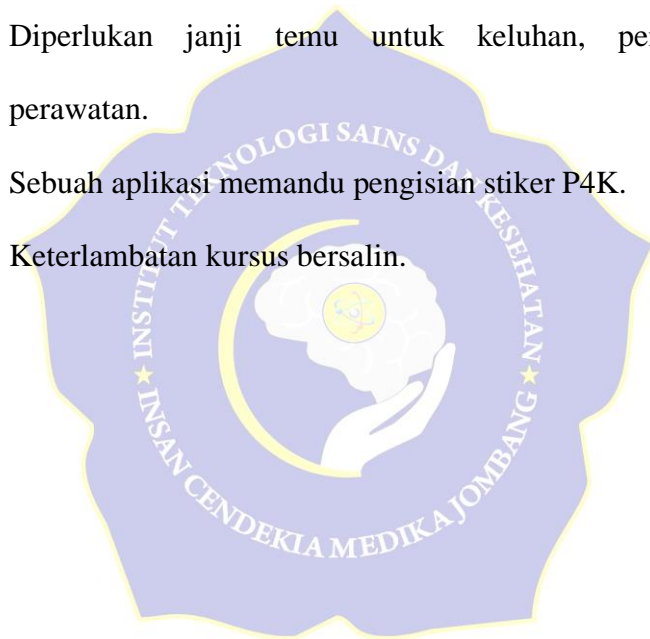 Diperlukan janji temu untuk keluhan,
perawatan.
Sebuah aplikasi memandu pengisian stiker P4K.
Keterlambatan kursus bersalin.
INSTITUT TEKNOLOGI SAINS DAN KESEHATAN
INSAN CENDEKIA MEDIKA JOMBANG